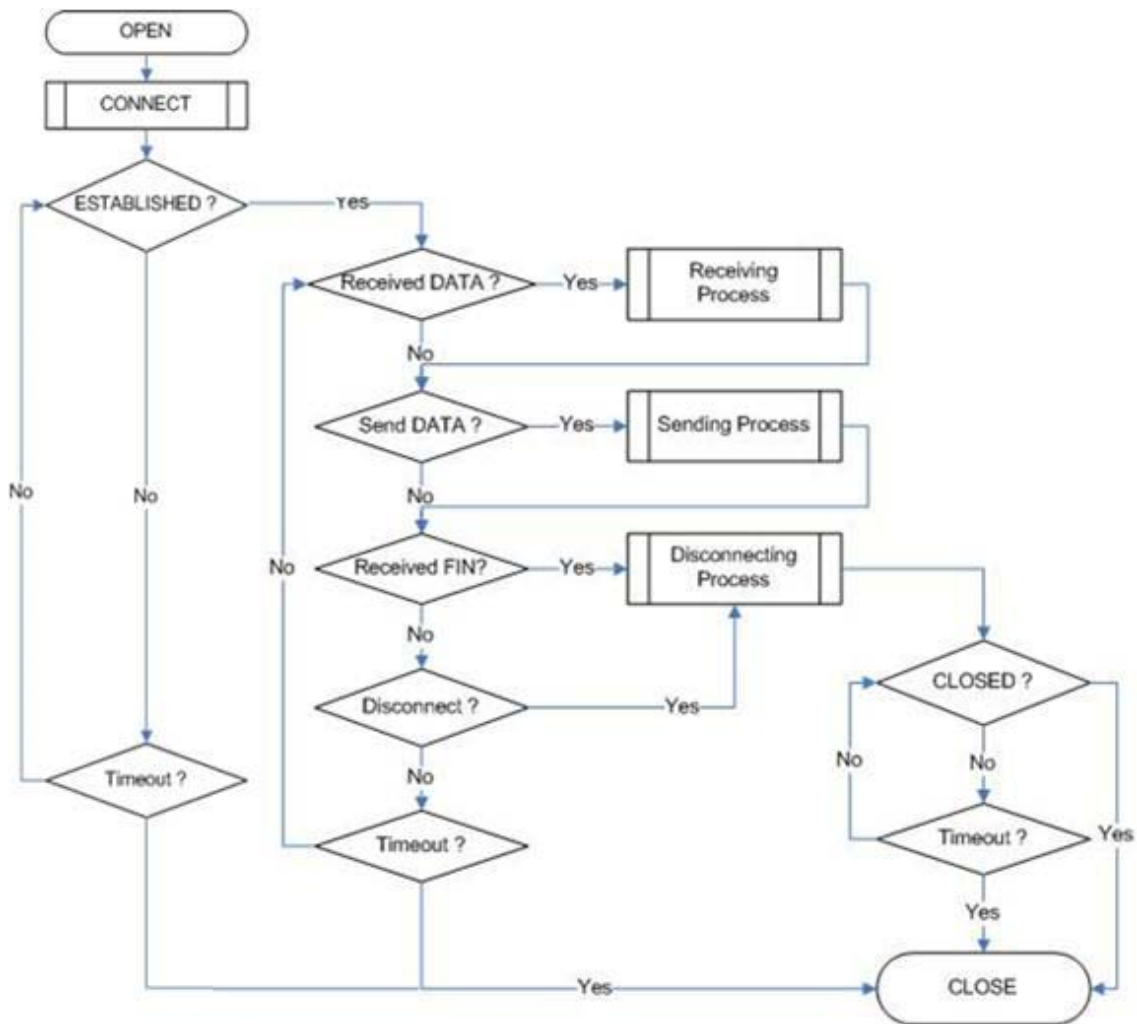 OPEN
CONNECT
ESTABLISHED ?
Yes
Received DATA ?
Yes
Receiving
Process
No
Send DATA ?
Yes
Sending Process
No
No
No
No
Received FIN?
Yes
Disconnecting
Process
No
Disconnect ?
Yes
CLOSED ?
No
No
No
Timeout ?
Timeout ?
Timeout ?
Yes
Yes
Yes
CLOSE